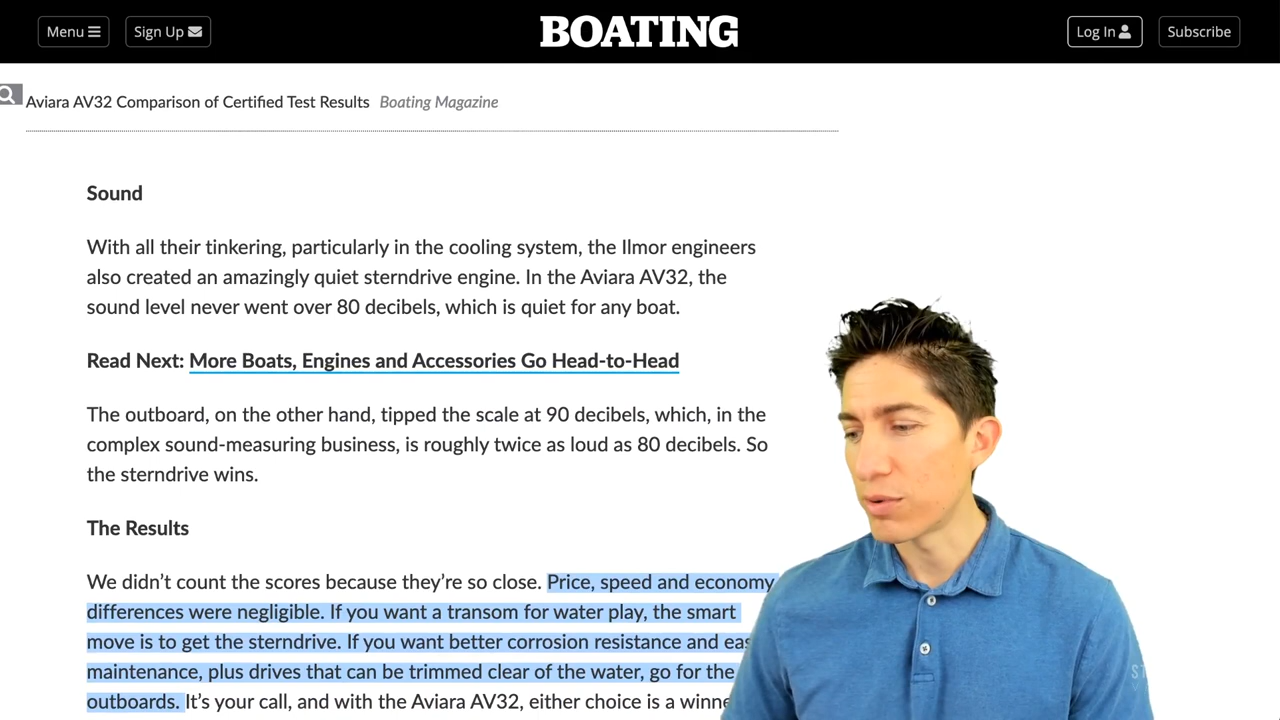 Menu
Sign Up
BOATING
Log In
Subscribe
Aviara AV32 Comparison of Certified Test Results Boating Magazine
Sound
With all their tinkering, particularly in the cooling system, the Ilmor engineers
also created an amazingly quiet sterndrive engine. In the Aviara AV32, the
sound level never went over 80 decibels, which is quiet for any boat.
Read Next: More Boats, Engines and Accessories Go Head-to-Head
The outboard, on the other hand, tipped the scale at 90 decibels, which, in the
complex sound-measuring business, is roughly twice as loud as 80 decibels. So
the sterndrive wins.
The Results
We didn’t count the scores because they’re so close. Price, speed and economy
differences were negligible. If you want a transom for water play, the smart
move is to get the sterndrive. If you want better corrosion resistance and
maintenance, plus drives that can be trimmed clear of the water, go for the
outboards. It’s your call, and with the Aviara AV32, either choice is a